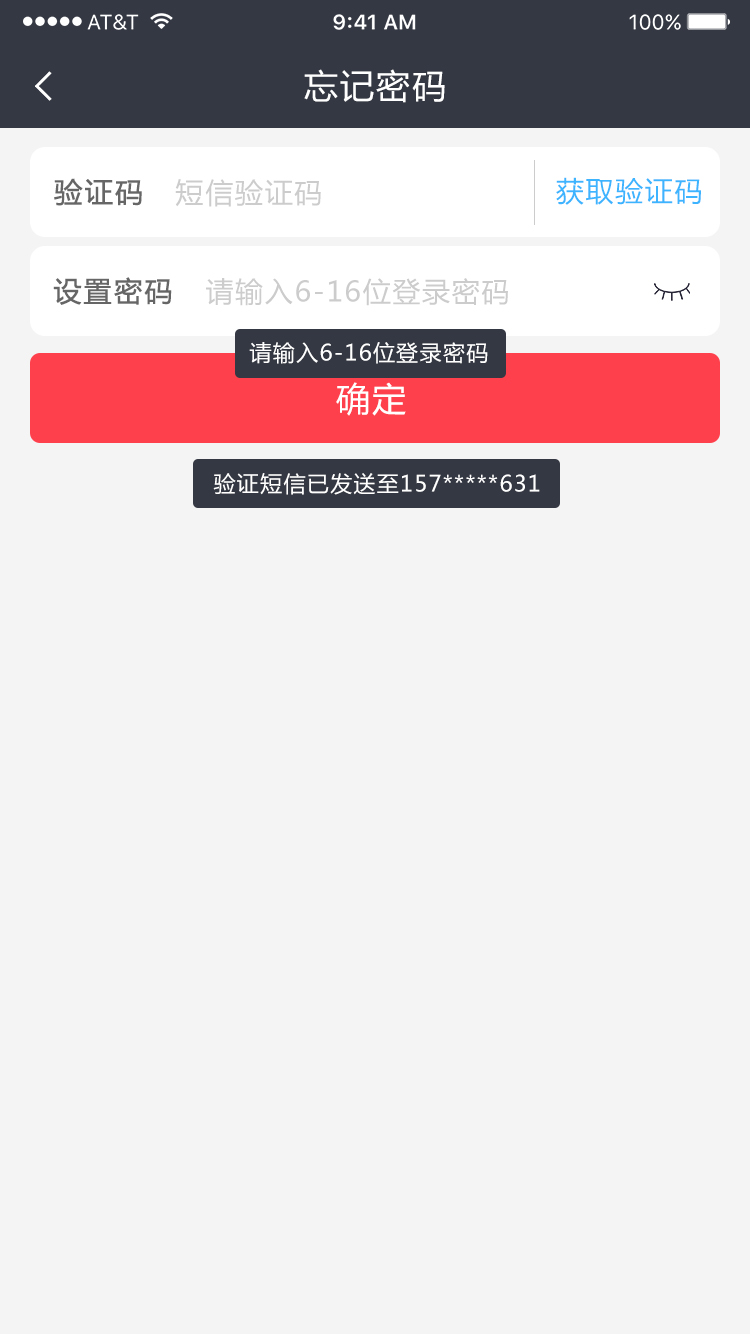 AT&T 9:41 AM 100%
忘记密码
验证码 短信验证码 获取验证码
设置密码 请输入6-16位登录密码
请输入6-16位登录密码
确定
验证短信已发送至157*****631